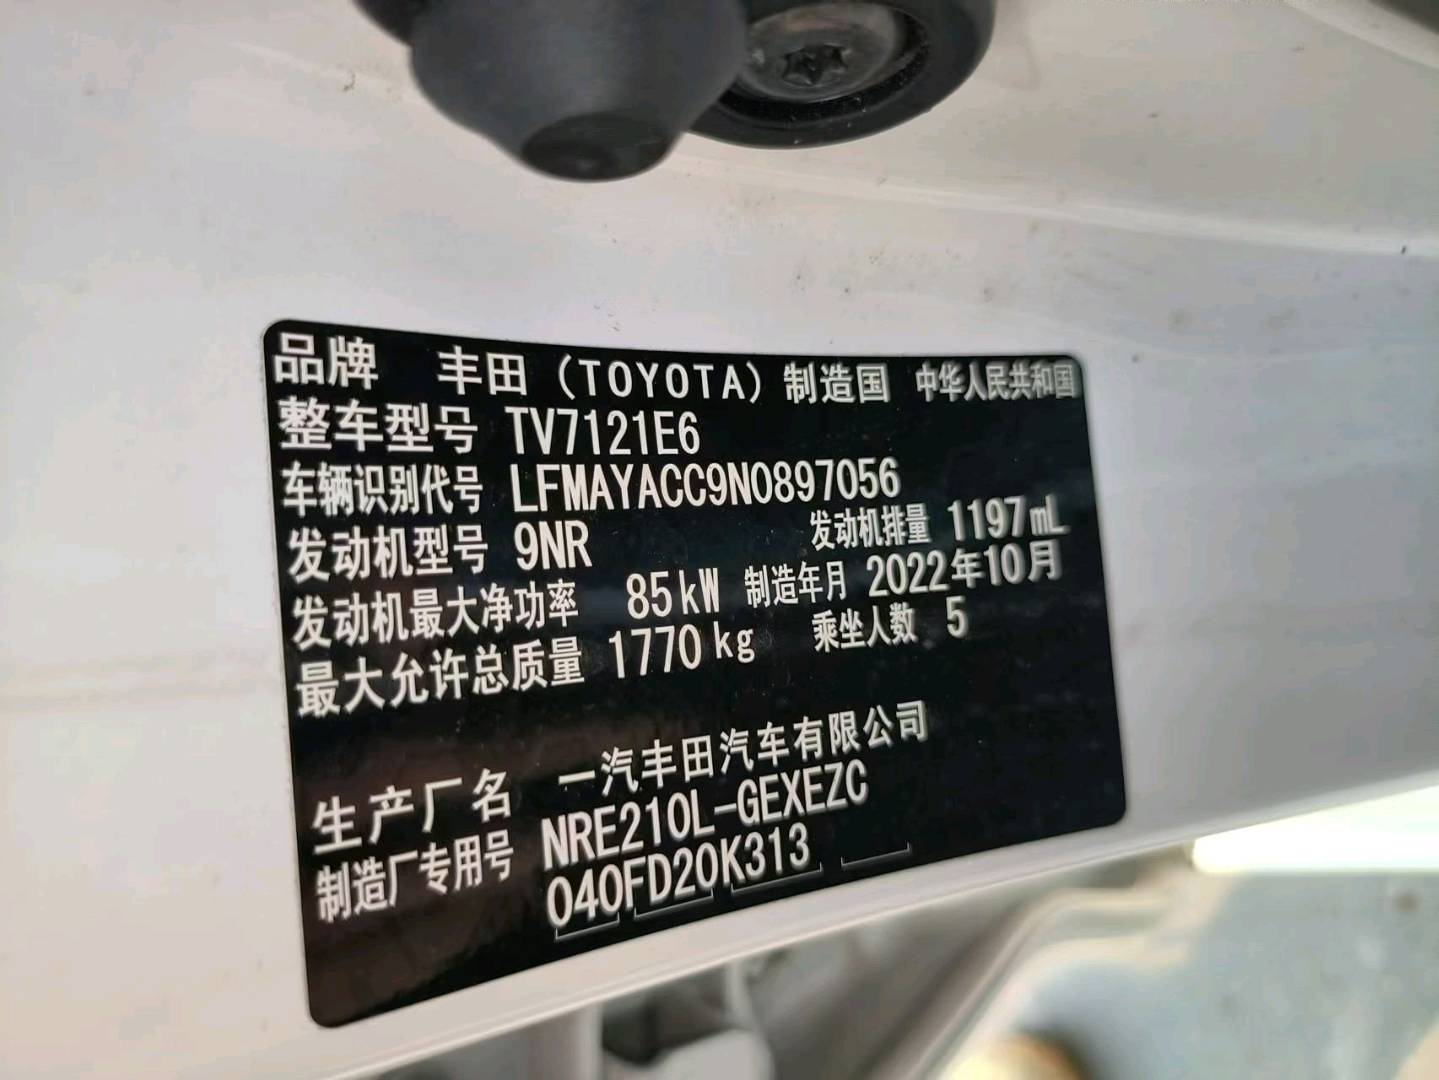 品牌 丰田（TOYOTA）制造国 中华人民共和国
整车型号 TV7121E6
车辆识别代号 LFMAYACC9N0897056
发动机型号 9NR 发动机排量 1197mL
发动机最大净功率 85kW 制造年月 2022年10月
最大允许总质量 1770kg 乘坐人数 5
生产厂名 一汽丰田汽车有限公司
制造厂专用号 NRE210L-GEXEZC
040FD20K313